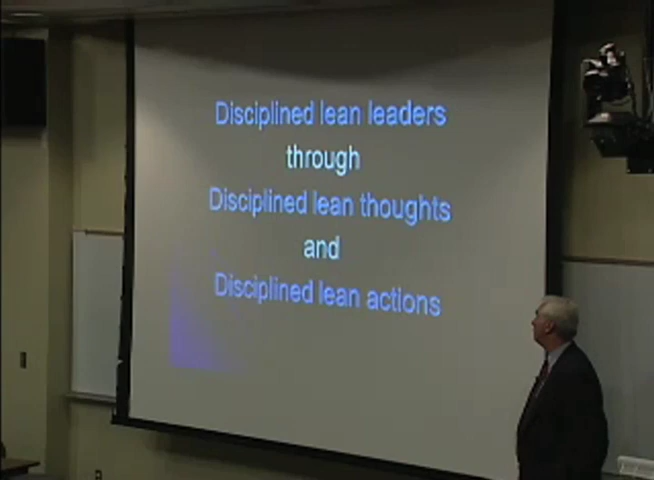 Disciplined lean leaders
through
Disciplined lean thoughts
and
Disciplined lean actions